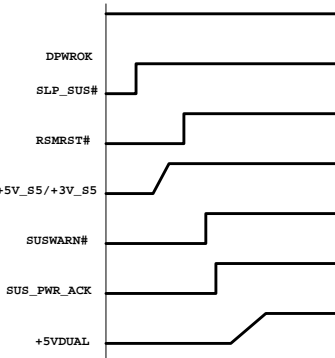 DPWROK
SLP_SUS#
RSMRST#
+5V_S5/+3V_S5
SUSWARN#
SUS_PWR_ACK
+5VDUAL